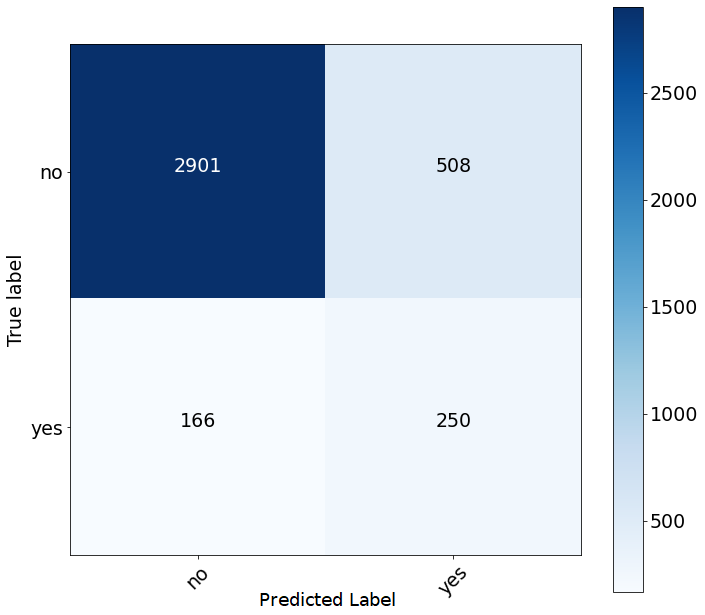 2500
2000
1500
1000
500
True label
no
2901
508
yes
166
250
no
yes
Predicted Label